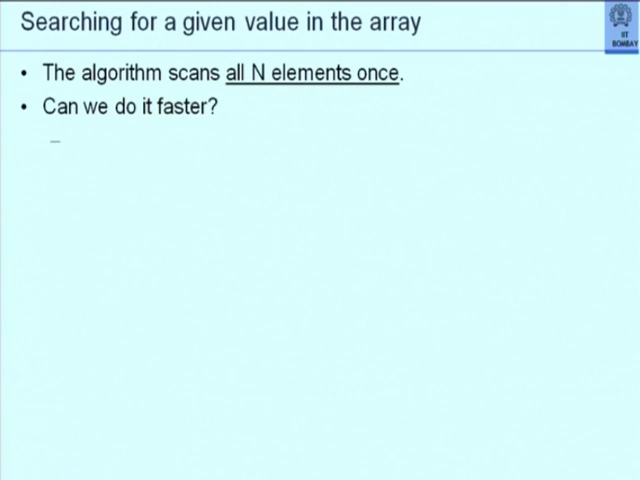 Searching for a given value in the array
IIT
BOMBAY
• The algorithm scans all N elements once.
• Can we do it faster?
–